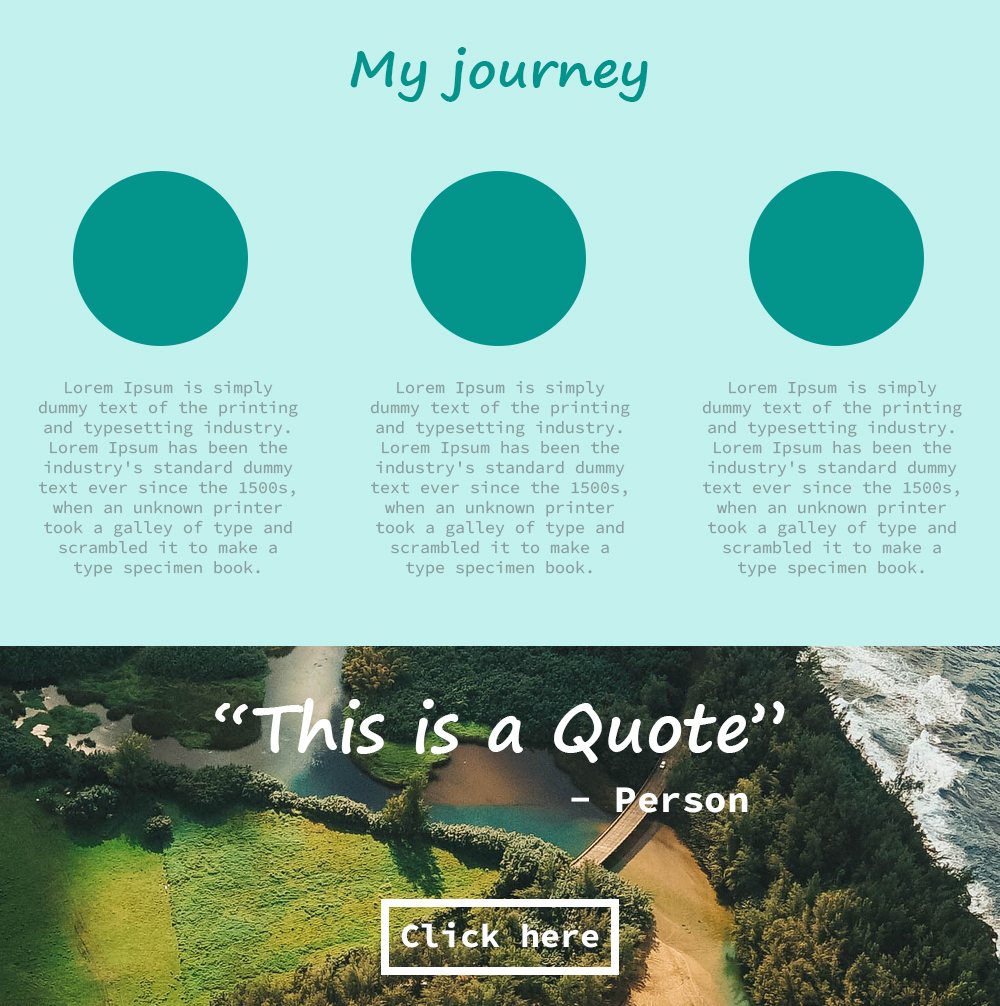 My journey
Lorem Ipsum is simply
dummy text of the printing
and typesetting industry.
Lorem Ipsum has been the
industry's standard dummy
text ever since the 1500s,
when an unknown printer
took a galley of type and
scrambled it to make a
type specimen book.
Lorem Ipsum is simply
dummy text of the printing
and typesetting industry.
Lorem Ipsum has been the
industry's standard dummy
text ever since the 1500s,
when an unknown printer
took a galley of type and
scrambled it to make a
type specimen book.
Lorem Ipsum is simply
dummy text of the printing
and typesetting industry.
Lorem Ipsum has been the
industry's standard dummy
text ever since the 1500s,
when an unknown printer
took a galley of type and
scrambled it to make a
type specimen book.
“This is a Quote”
– Person
Click here